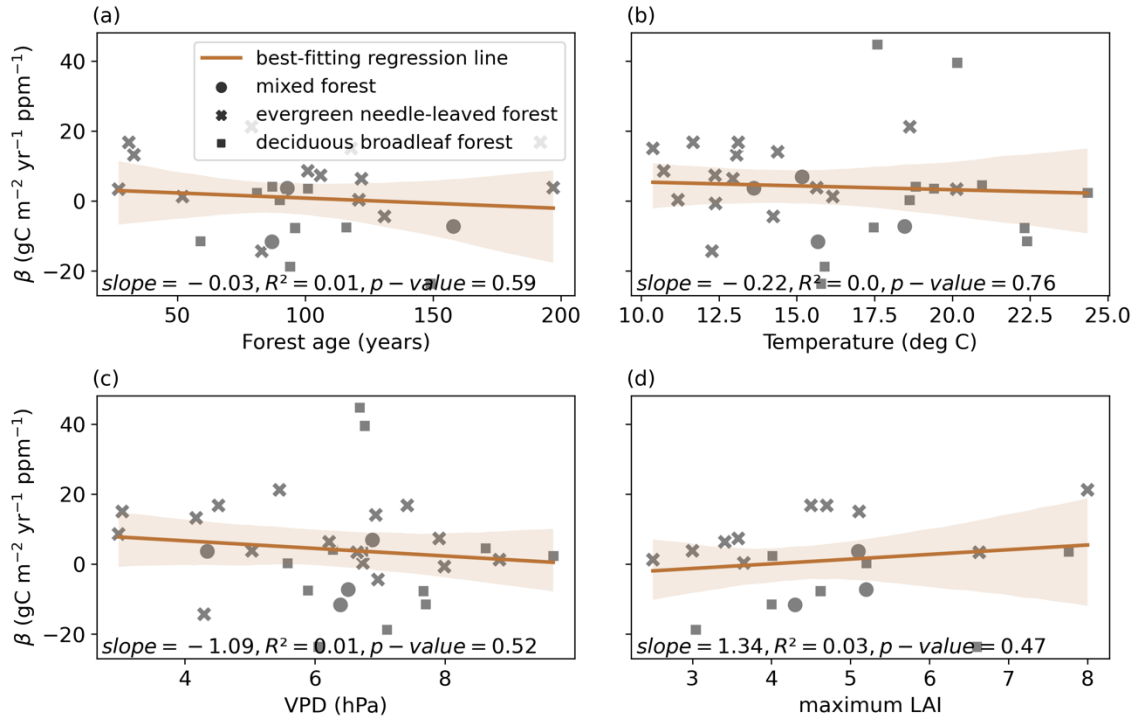 (a)
(b)
best-fitting regression line
mixed forest
evergreen needle-leaved forest
deciduous broadleaf forest
40
20
0
−20
β (gC m⁻² yr⁻¹ ppm⁻¹)
slope = − 0.03, R² = 0.01, p − value = 0.59
slope = − 0.22, R² = 0.0, p − value = 0.76
50 100 150 200
10.0 12.5 15.0 17.5 20.0 22.5 25.0
Forest age (years)
Temperature (deg C)
(c)
(d)
40
20
0
−20
β (gC m⁻² yr⁻¹ ppm⁻¹)
slope = − 1.09, R² = 0.01, p − value = 0.52
slope = 1.34, R² = 0.03, p − value = 0.47
4 6 8
3 4 5 6 7 8
VPD (hPa)
maximum LAI